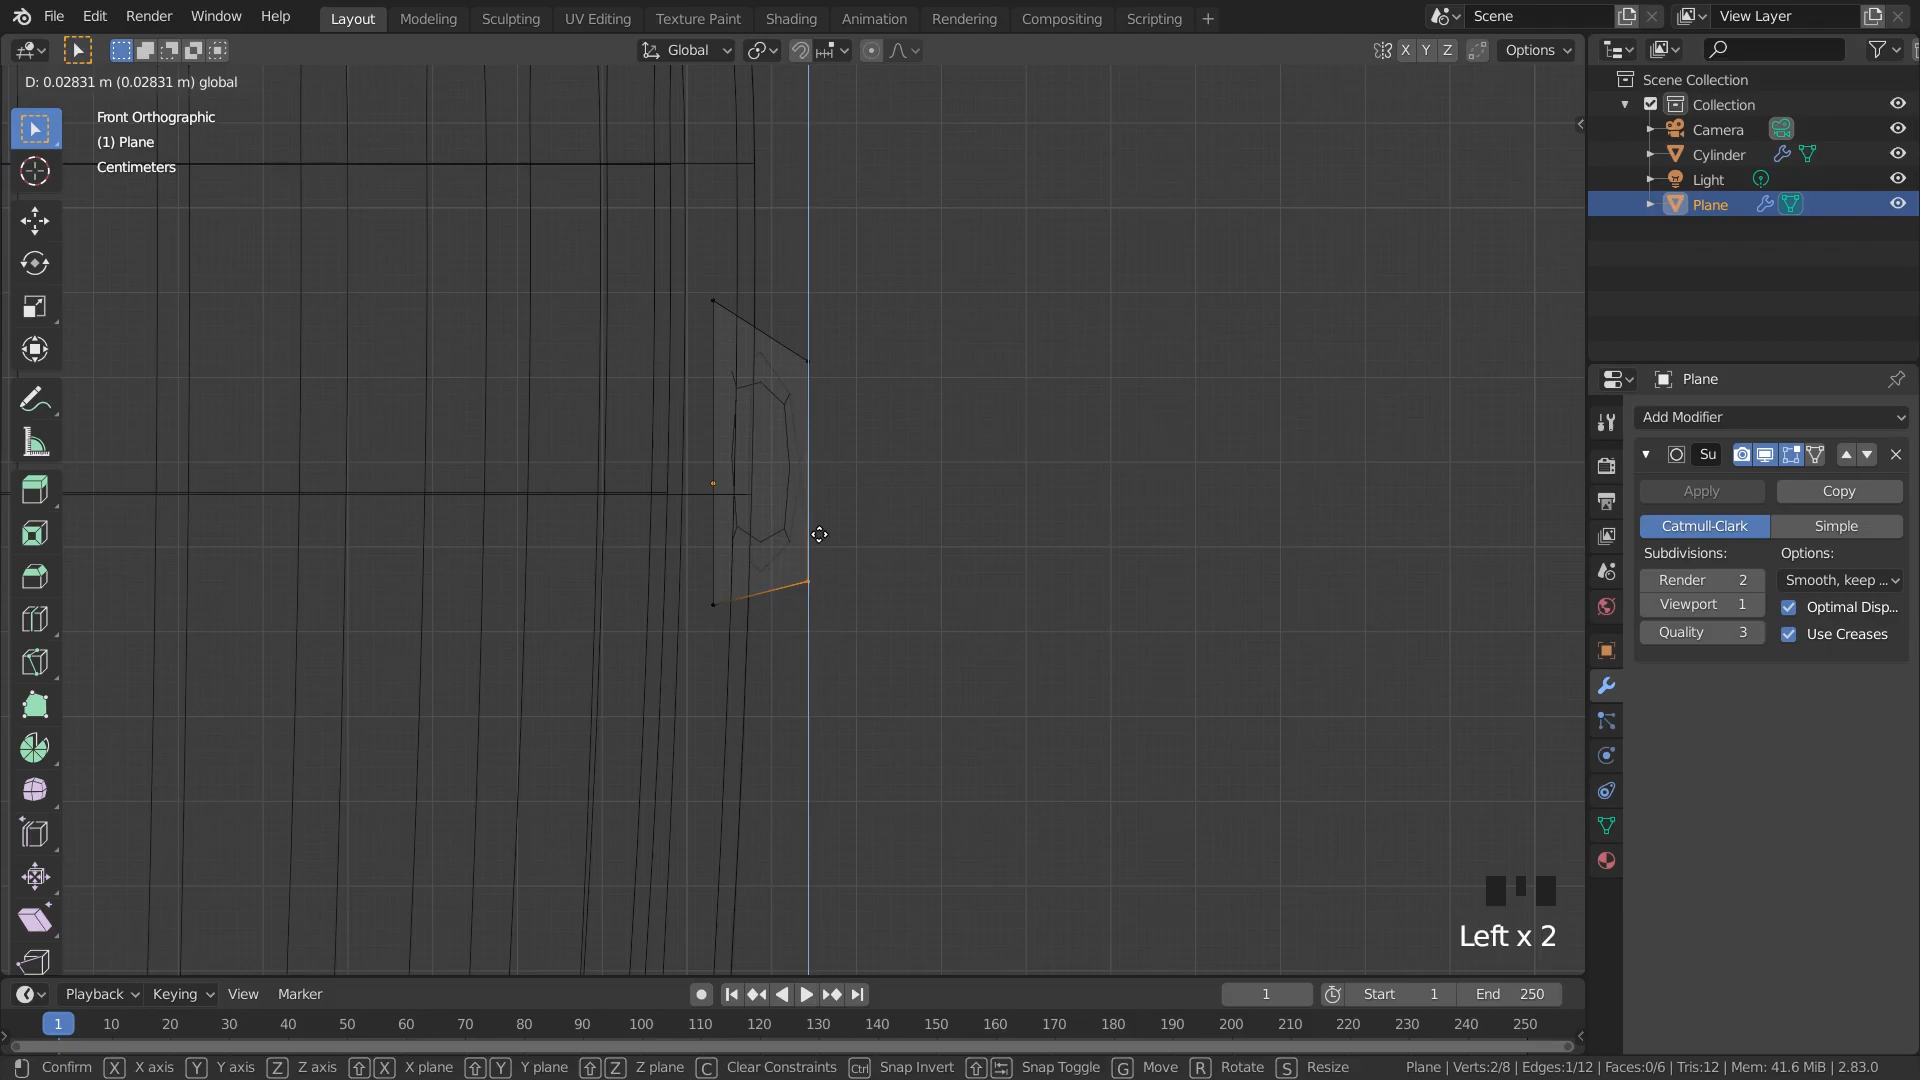 File Edit Render Window Help Layout Modeling Sculpting UV Editing Texture Paint Shading Animation Rendering Compositing Scripting + Scene View Layer
Global X Y Z Options
D: 0.02831 m (0.02831 m) global
Front Orthographic
(1) Plane
Centimeters
Scene Collection
Collection
Camera
Cylinder
Light
Plane
Plane
Add Modifier
Su
Apply Copy
Catmull-Clark Simple
Subdivisions: Options:
Render 2 Smooth, keep ...
Viewport 1 Optimal Disp...
Quality 3 Use Creases
Left x 2
Playback Keying View Marker 1 Start 1 End 250
1 10 20 30 40 50 60 70 80 90 100 110 120 130 140 150 160 170 180 190 200 210 220 230 240 250
Confirm X X axis Y Y axis Z Z axis X X plane Y Y plane Z Z plane C Clear Constraints Ctrl Snap Invert Snap Toggle G Move R Rotate S Resize Plane | Verts:2/8 | Edges:1/12 | Faces:0/6 | Tris:12 | Mem: 41.6 MiB | 2.83.0